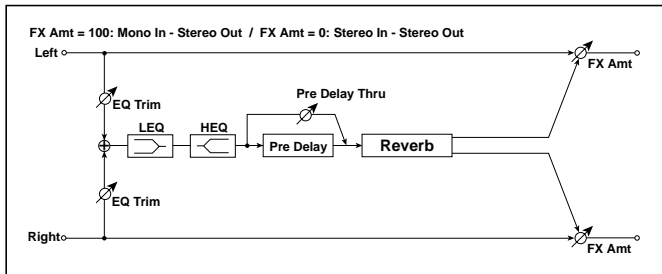 FX Amt = 100: Mono In - Stereo Out / FX Amt = 0: Stereo In - Stereo Out
Left
FX Amt
EQ Trim
Pre Delay Thru
LEQ
HEQ
Pre Delay
Reverb
EQ Trim
Right
FX Amt